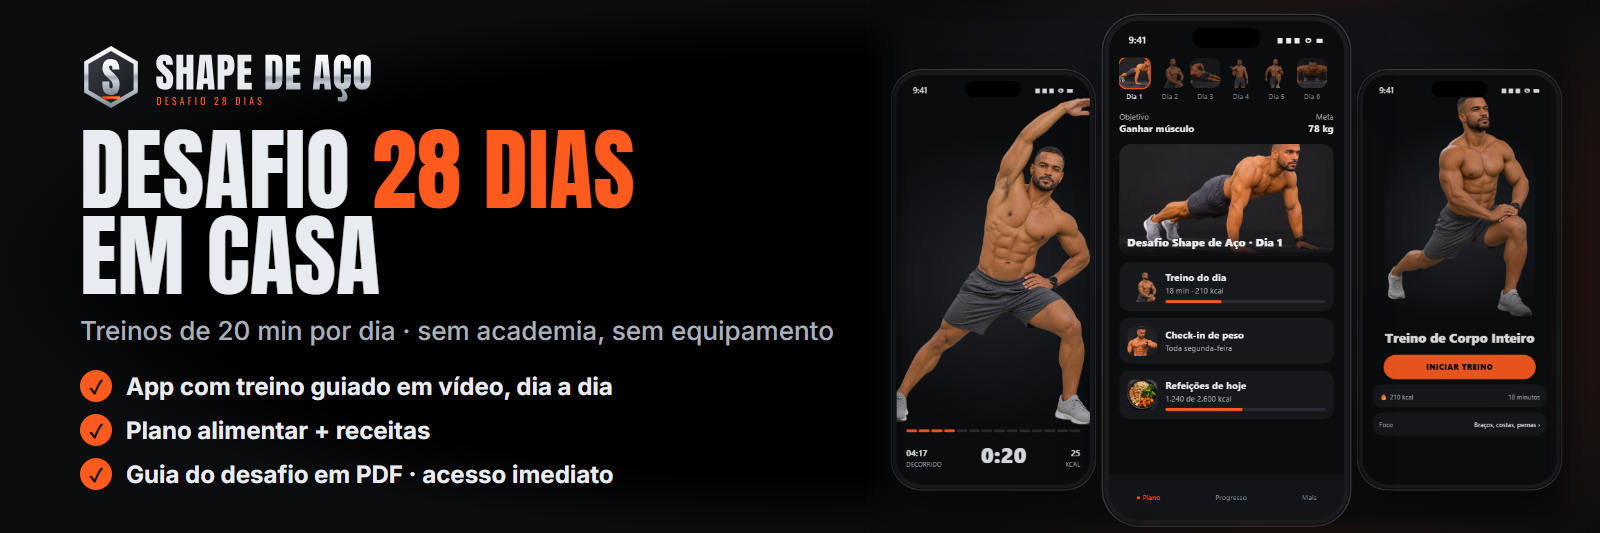 S
SHAPE DE AÇO
DESAFIO 28 DIAS
DESAFIO 28 DIAS
EM CASA
Treinos de 20 min por dia · sem academia, sem equipamento
✓ App com treino guiado em vídeo, dia a dia
✓ Plano alimentar + receitas
✓ Guia do desafio em PDF · acesso imediato
9:41
04:17
DECORRIDO
0:20
25
KCAL
9:41
Dia 1 Dia 2 Dia 3 Dia 4 Dia 5 Dia 6
Objetivo Meta
Ganhar músculo 78 kg
Desafio Shape de Aço · Dia 1
Treino do dia
18 min · 210 kcal
Check-in de peso
Toda segunda-feira
Refeições de hoje
1.240 de 2.600 kcal
Plano Progresso Mais
9:41
Treino de Corpo Inteiro
INICIAR TREINO
210 kcal 18 minutos
Foco Braços, costas, pernas ›